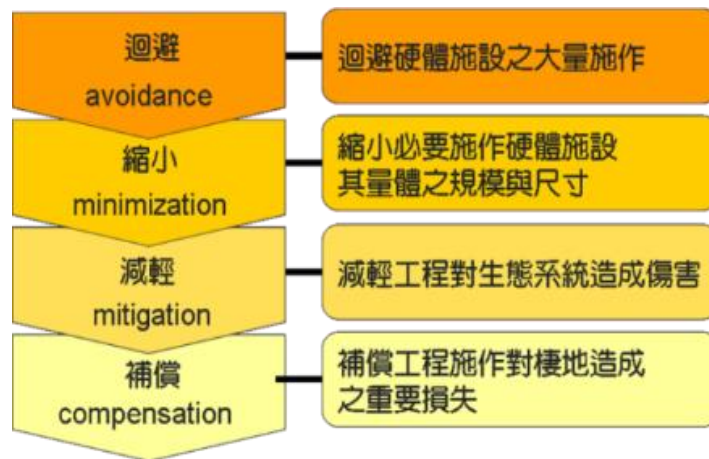 迴避
avoidance
迴避硬體施設之大量施作
縮小
minimization
縮小必要施作硬體施設
其量體之規模與尺寸
減輕
mitigation
減輕工程對生態系統造成傷害
補償
compensation
補償工程施作對棲地造成
之重要損失